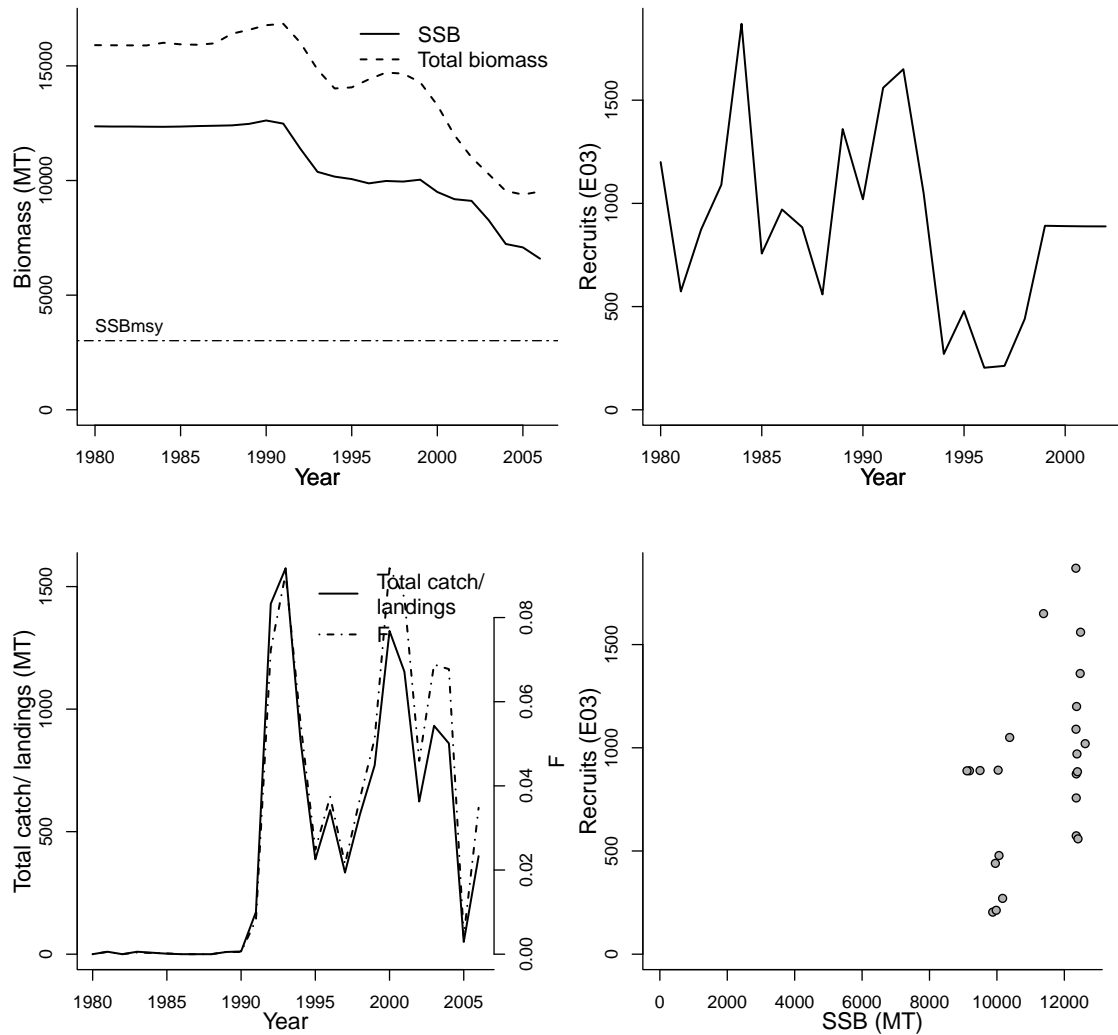 SSB
Total biomass
Biomass (MT)
15000
10000
5000
0
SSBmsy
1980 1985 1990 1995 2000 2005
Year
Recruits (E03)
1500
1000
500
0
1980 1985 1990 1995 2000
Year
Total catch/ landings (MT)
1500
1000
500
0
Total catch/
landings
F
0.08
0.06
0.04
0.02
0.00
F
1980 1985 1990 1995 2000 2005
Year
Recruits (E03)
1500
1000
500
0
0 2000 4000 6000 8000 10000 12000
SSB (MT)